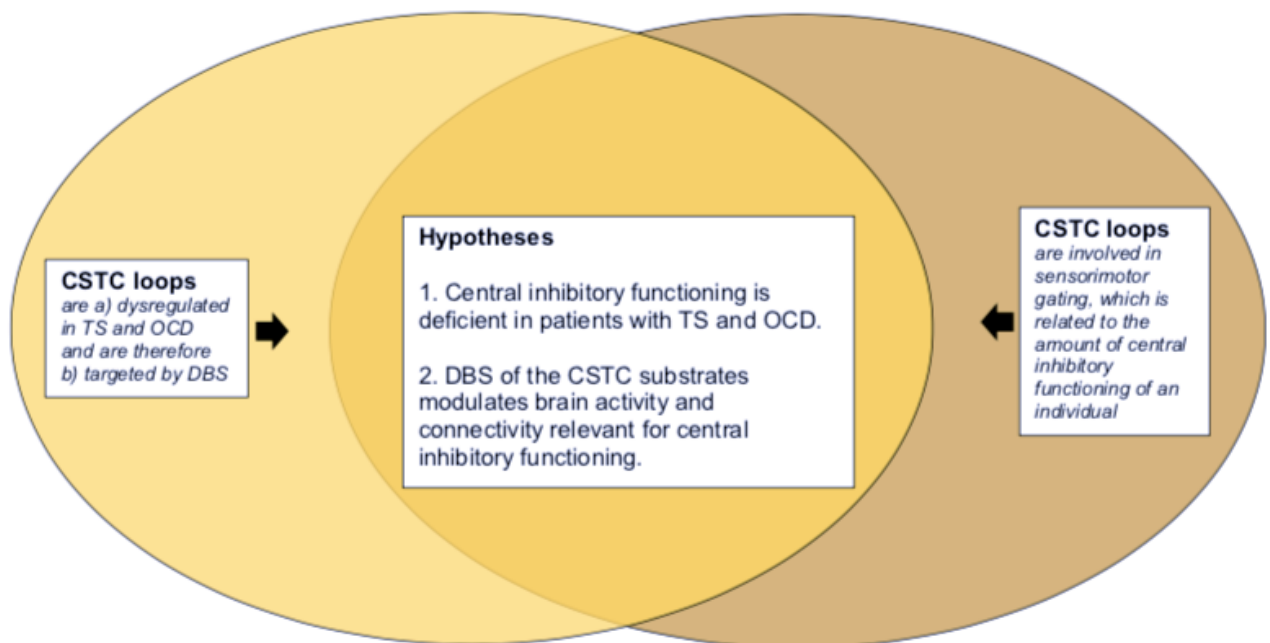 CSTC loops
are a) dysregulated
in TS and OCD
and are therefore
b) targeted by DBS
Hypotheses
1. Central inhibitory functioning is
deficient in patients with TS and OCD.
2. DBS of the CSTC substrates
modulates brain activity and
connectivity relevant for central
inhibitory functioning.
CSTC loops
are involved in
sensorimotor
gating, which is
related to the
amount of central
inhibitory
functioning of an
individual